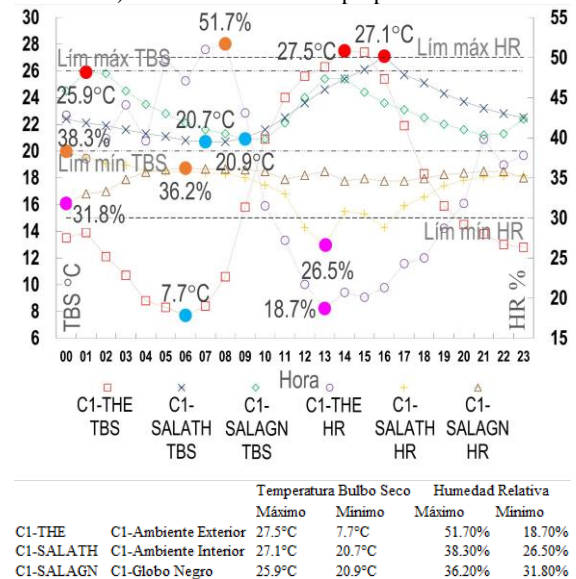 30 51.7°C 55
28 27.5°C 27.1°C
Lím máx TBS Lím máx HR 50
26
24 25.9°C 45
22 20.7°C
38.3% 40
20
Lím mín TBS 20.9°C 35
18 36.2%
16 31.8% 30
14 Lím mín HR
12 26.5% 25
10 7.7°C 18.7% 20
8
6 TBS °C HR % 15
00 01 02 03 04 05 06 07 08 09 10 11 12 13 14 15 16 17 18 19 20 21 22 23
Hora
C1-THE TBS
C1-SALATH TBS
C1-SALAGN TBS
C1-THE HR
C1-SALATH HR
C1-SALAGN HR
Temperatura Bulbo Seco Humedad Relativa
Máximo Mínimo Máximo Mínimo
C1-THE C1-Ambiente Exterior 27.5°C 7.7°C 51.70% 18.70%
C1-SALATH C1-Ambiente Interior 27.1°C 20.7°C 38.30% 26.50%
C1-SALAGN C1-Globo Negro 25.9°C 20.9°C 36.20% 31.80%